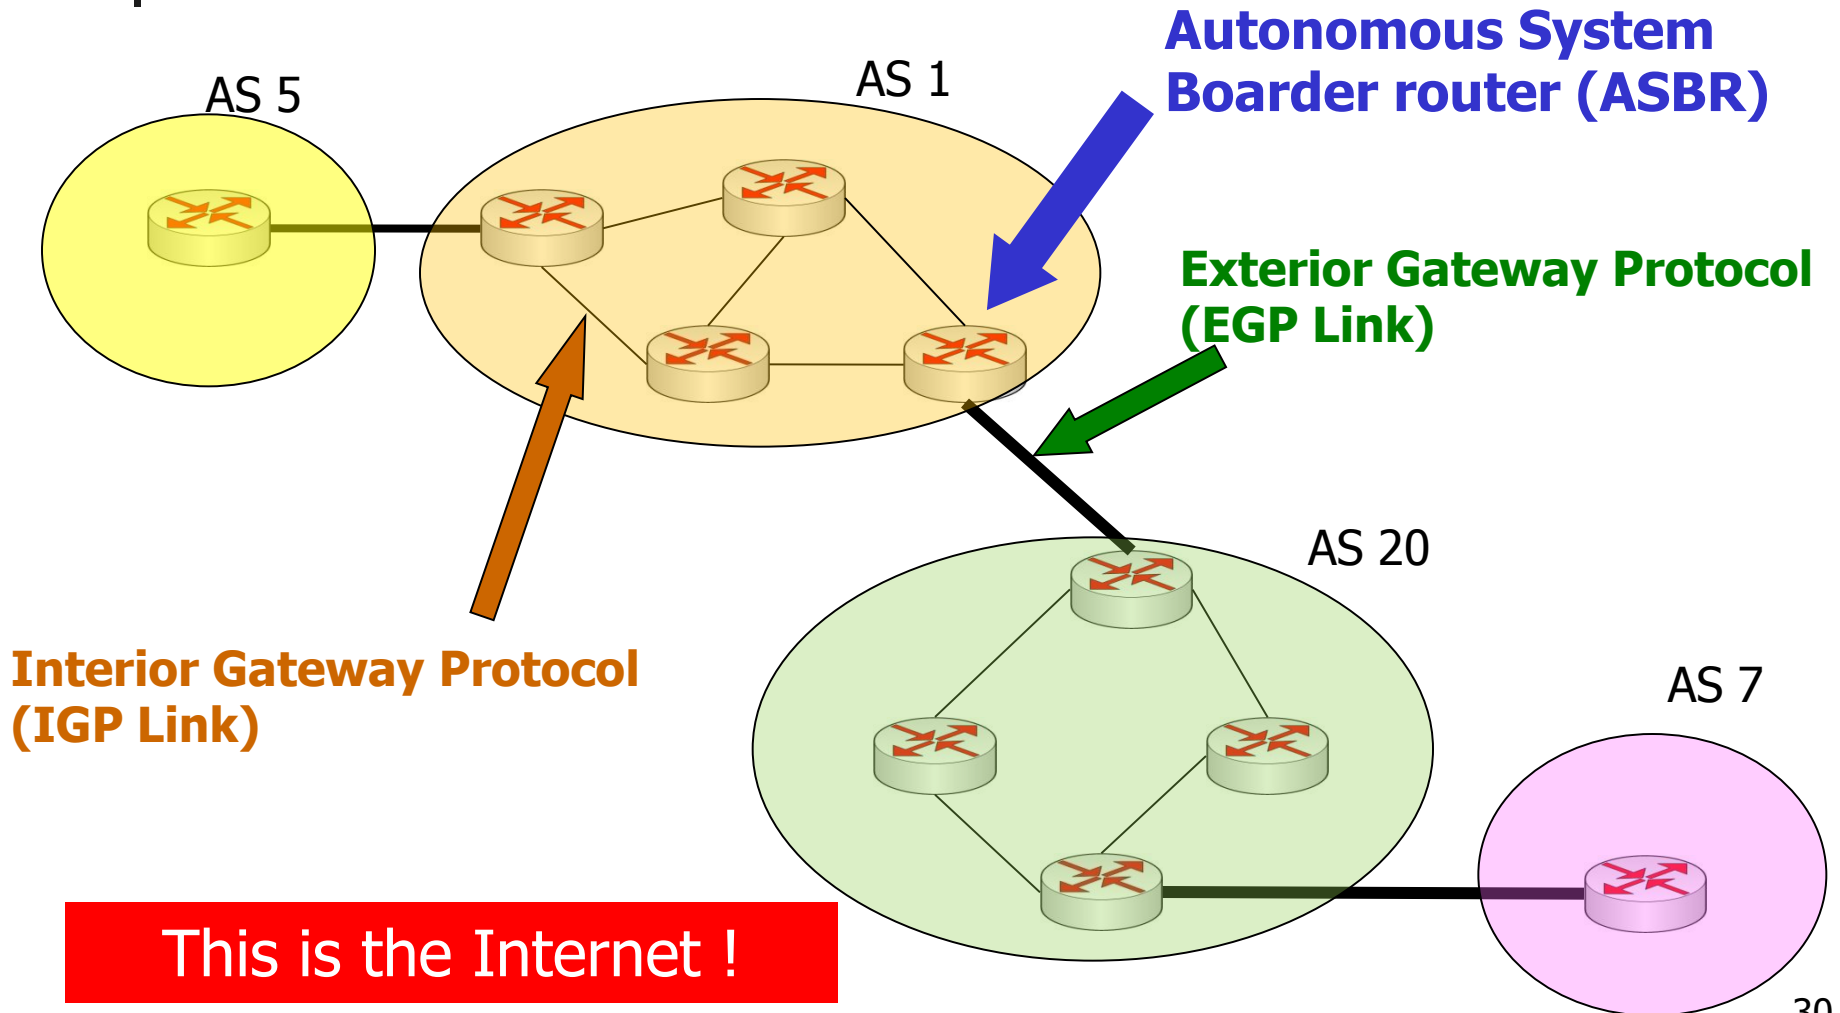 Autonomous System
Boarder router (ASBR)
AS 1
AS 5
Exterior Gateway Protocol
(EGP Link)
AS 20
Interior Gateway Protocol
(IGP Link)
AS 7
This is the Internet !
30